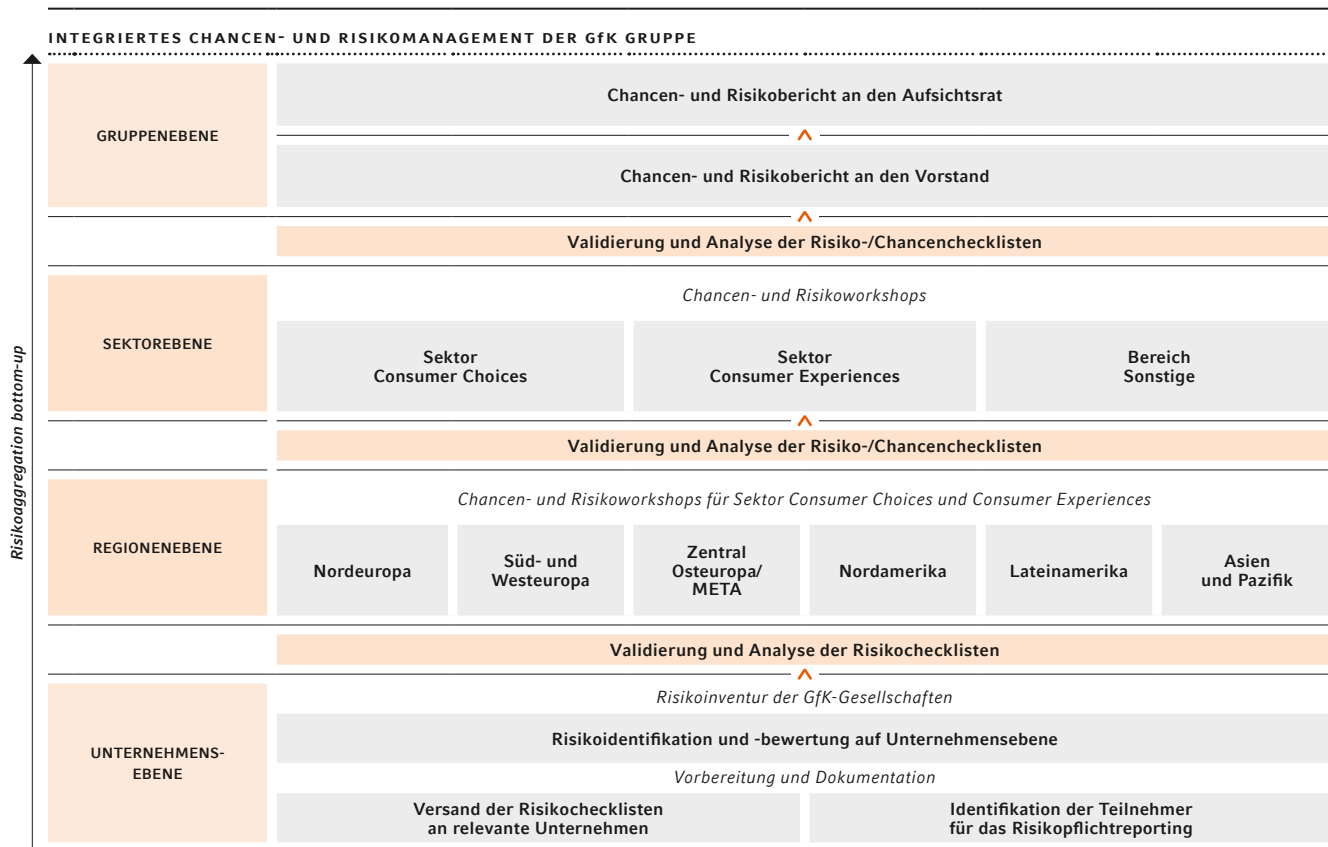 INTEGRIERTES CHANCEN- UND RISIKOMANAGEMENT DER GfK GRUPPE
Risikoaggregation bottom-up
GRUPPENEBENE
Chancen- und Risikobericht an den Aufsichtsrat
Chancen- und Risikobericht an den Vorstand
Validierung und Analyse der Risiko-/Chancenchecklisten
SEKTOREBENE
Chancen- und Risikoworkshops
Sektor
Consumer Choices
Sektor
Consumer Experiences
Bereich
Sonstige
Validierung und Analyse der Risiko-/Chancenchecklisten
REGIONENEBENE
Chancen- und Risikoworkshops für Sektor Consumer Choices und Consumer Experiences
Nordeuropa
Süd- und
Westeuropa
Zentral
Osteuropa/
META
Nordamerika
Lateinamerika
Asien
und Pazifik
Validierung und Analyse der Risikochecklisten
UNTERNEHMENS-
EBENE
Risikoinventur der GfK-Gesellschaften
Risikoidentifikation und -bewertung auf Unternehmensebene
Vorbereitung und Dokumentation
Versand der Risikochecklisten
an relevante Unternehmen
Identifikation der Teilnehmer
für das Risikopflichtreporting